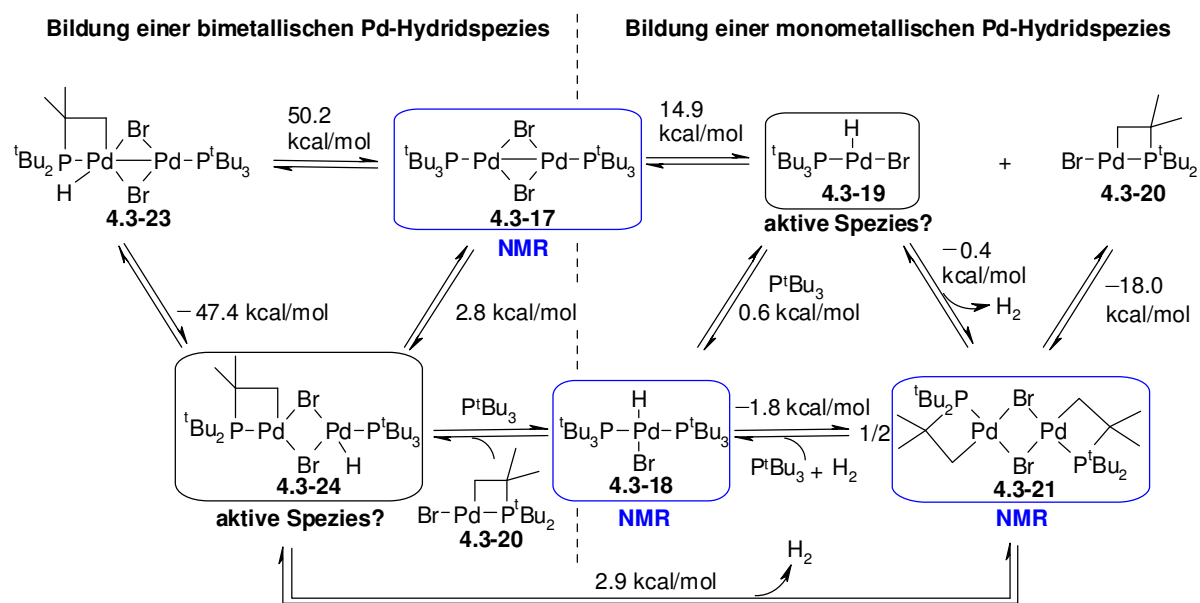 Bildung einer bimetallischen Pd-Hydridspezies
Bildung einer monometallischen Pd-Hydridspezies
ᵗBu₂P Pd Br Br Pd PᵗBu₃
H
4.3-23
50.2
kcal/mol
ᵗBu₃P Pd Br Br Pd PᵗBu₃
4.3-17
NMR
14.9
kcal/mol
H
ᵗBu₃P Pd Br
4.3-19
aktive Spezies?
+
Br Pd PᵗBu₂
4.3-20
−47.4 kcal/mol
2.8 kcal/mol
PᵗBu₃
0.6 kcal/mol
−0.4
kcal/mol
H₂
−18.0
kcal/mol
ᵗBu₂P Pd Br Br Pd PᵗBu₃
H
4.3-24
aktive Spezies?
PᵗBu₃
Br Pd PᵗBu₂
4.3-20
H
ᵗBu₃P Pd PᵗBu₃
Br
4.3-18
NMR
−1.8 kcal/mol
PᵗBu₃ + H₂
1/2
ᵗBu₂P Pd Br Br Pd PᵗBu₂
4.3-21
NMR
2.9 kcal/mol
H₂